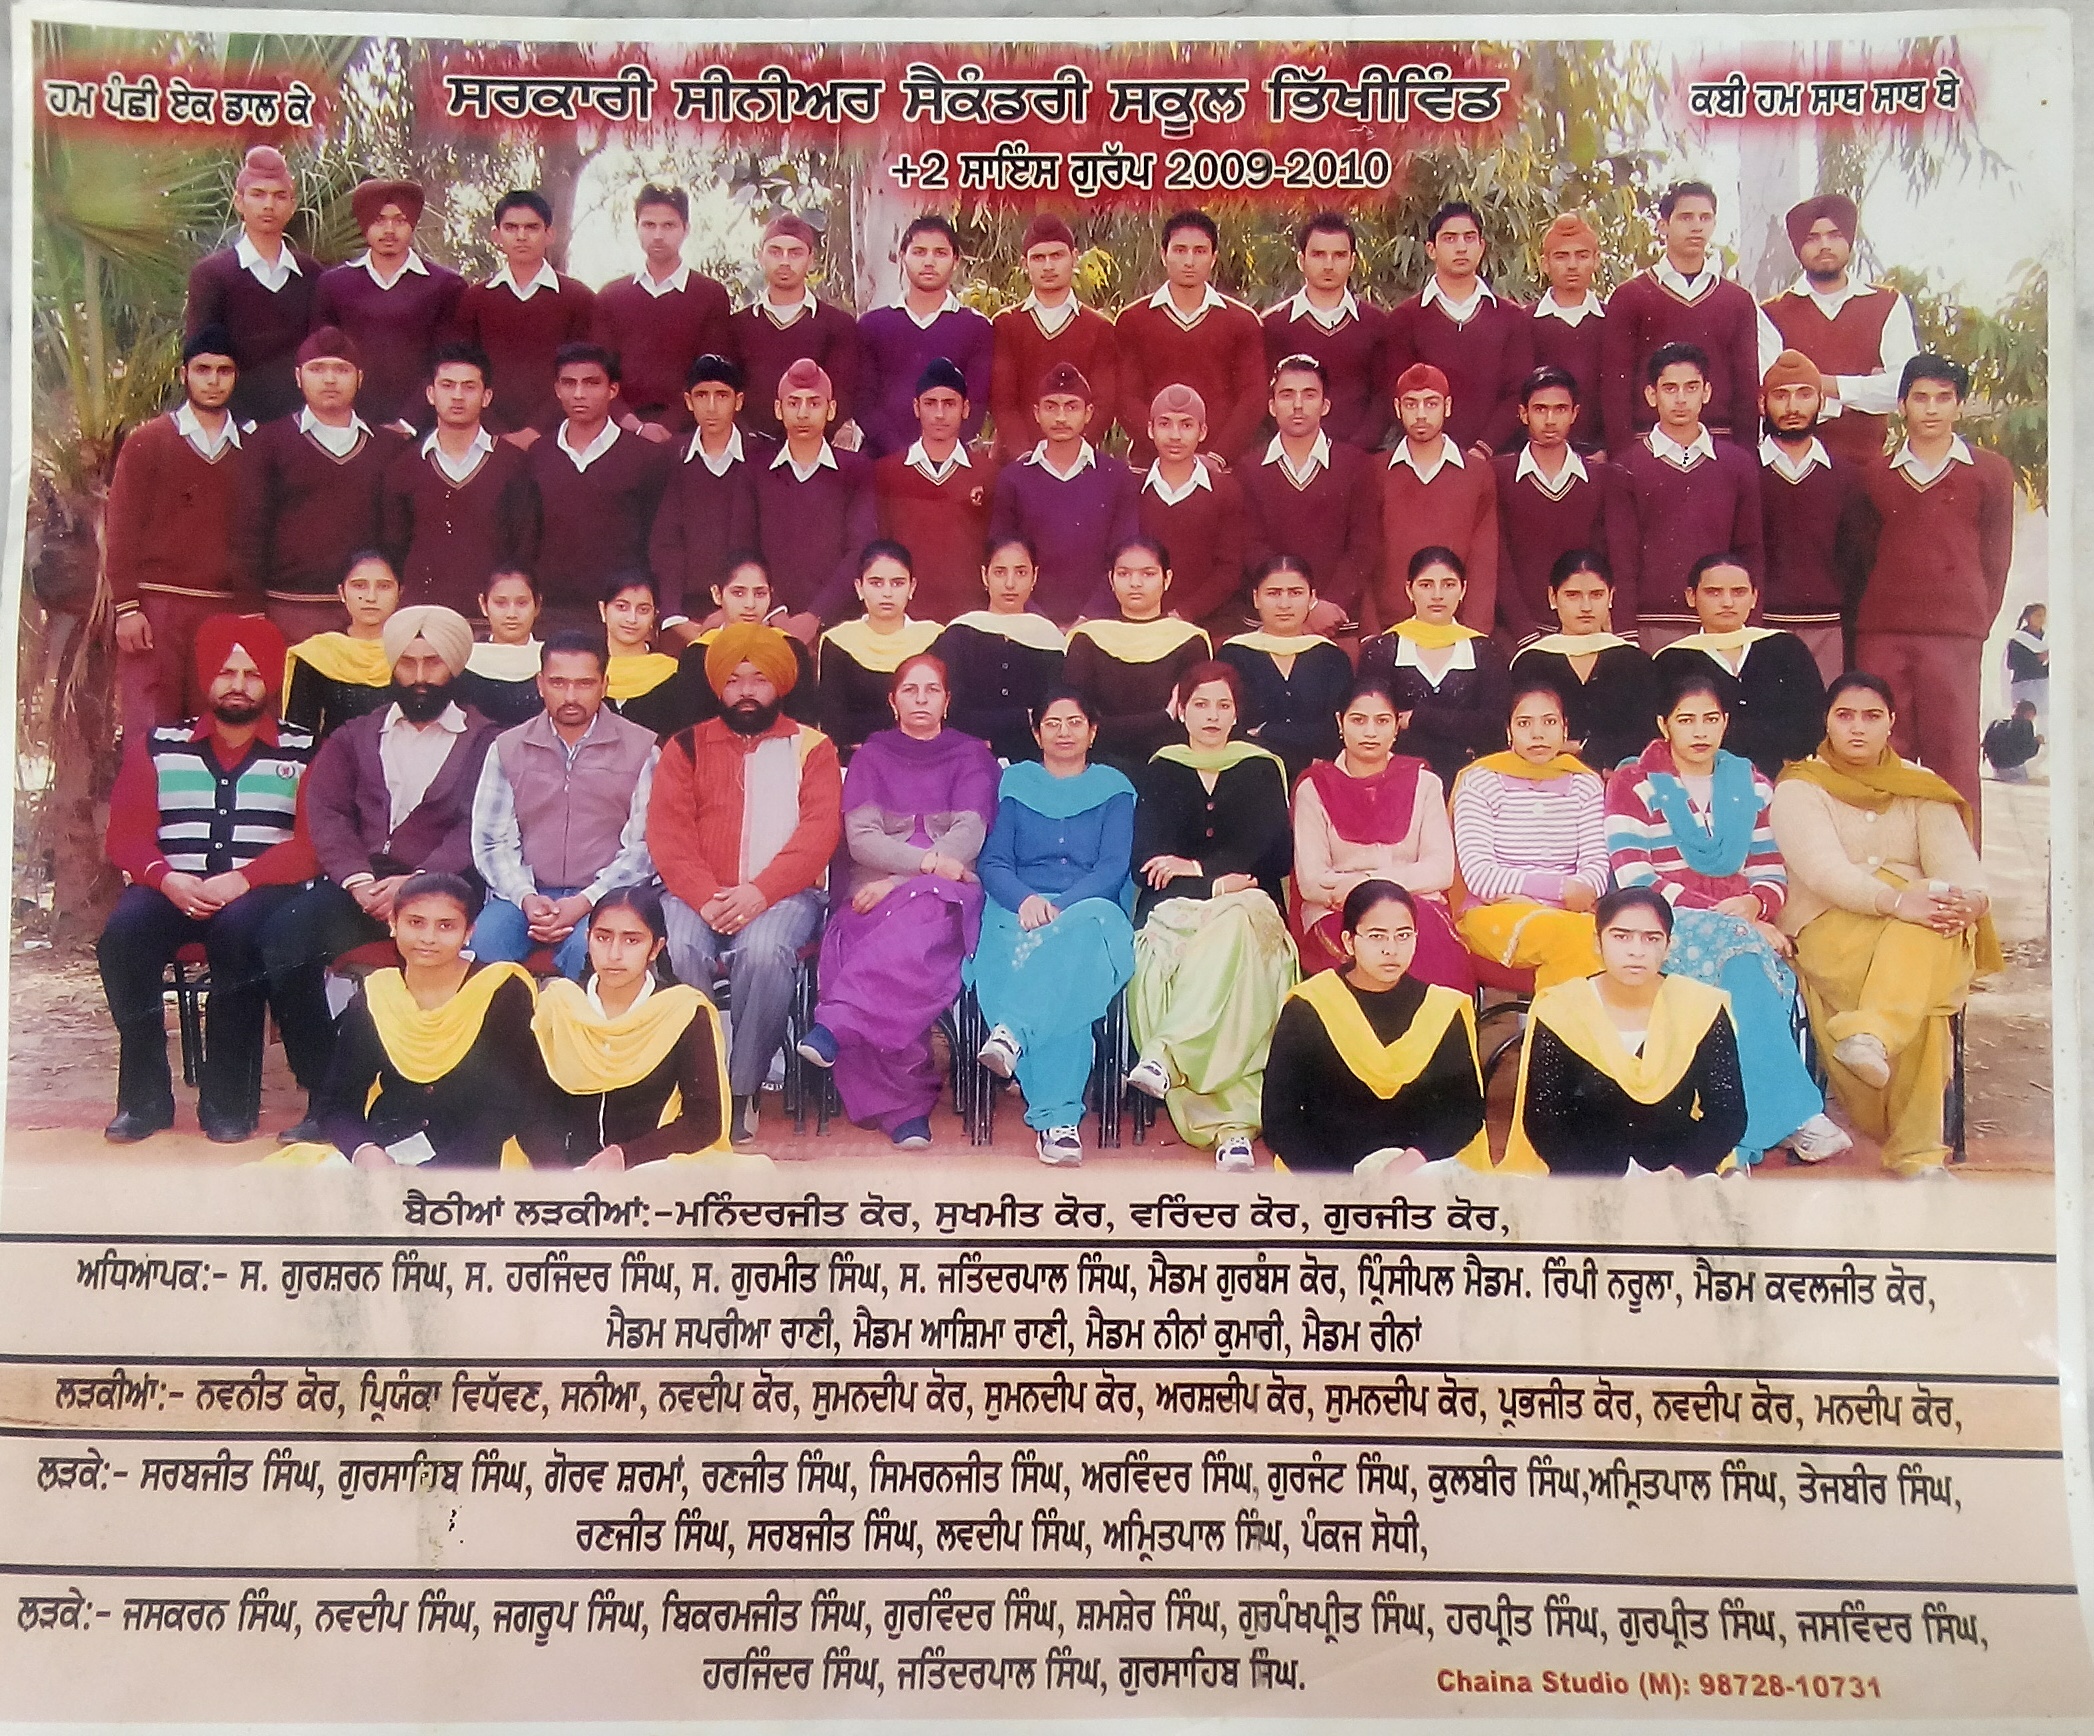 ਹਮ ਪੰਛੀ ਏਕ ਡਾਲ ਕੇ
ਸਰਕਾਰੀ ਸੀਨੀਅਰ ਸੈਕੰਡਰੀ ਸਕੂਲ ਭਿੱਖੀਵਿੰਡ
ਕਬੀ ਹਮ ਸਾਥ ਸਾਥ ਥੇ
+2 ਸਾਇੰਸ ਗੁਰੱਪ 2009-2010
ਬੈਠੀਆਂ ਲੜਕੀਆਂ:-ਮਨਿੰਦਰਜੀਤ ਕੋਰ, ਸੁਖਮੀਤ ਕੋਰ, ਵਰਿੰਦਰ ਕੋਰ, ਗੁਰਜੀਤ ਕੋਰ,
ਅਧਿਆਪਕ:- ਸ. ਗੁਰਸ਼ਰਨ ਸਿੰਘ, ਸ. ਹਰਜਿੰਦਰ ਸਿੰਘ, ਸ. ਗੁਰਮੀਤ ਸਿੰਘ, ਸ. ਜਤਿੰਦਰਪਾਲ ਸਿੰਘ, ਮੈਡਮ ਗੁਰਬੰਸ ਕੋਰ, ਪ੍ਰਿੰਸੀਪਲ ਮੈਡਮ. ਰਿੰਪੀ ਨਰੂਲਾ, ਮੈਡਮ ਕਵਲਜੀਤ ਕੋਰ,
ਮੈਡਮ ਸਪਰੀਆ ਰਾਣੀ, ਮੈਡਮ ਆਸ਼ਿਮਾ ਰਾਣੀ, ਮੈਡਮ ਨੀਨਾਂ ਕੁਮਾਰੀ, ਮੈਡਮ ਰੀਨਾਂ
ਲੜਕੀਆਂ:- ਨਵਨੀਤ ਕੋਰ, ਪ੍ਰਿਯੰਕਾ ਵਿਧੱਵਣ, ਸਨੀਆ, ਨਵਦੀਪ ਕੋਰ, ਸੁਮਨਦੀਪ ਕੋਰ, ਸੁਮਨਦੀਪ ਕੋਰ, ਅਰਸ਼ਦੀਪ ਕੋਰ, ਸੁਮਨਦੀਪ ਕੋਰ, ਪ੍ਰਭਜੀਤ ਕੋਰ, ਨਵਦੀਪ ਕੋਰ, ਮਨਦੀਪ ਕੋਰ,
ਲੜਕੇ:- ਸਰਬਜੀਤ ਸਿੰਘ, ਗੁਰਸਾਹਿਬ ਸਿੰਘ, ਗੋਰਵ ਸ਼ਰਮਾਂ, ਰਣਜੀਤ ਸਿੰਘ, ਸਿਮਰਨਜੀਤ ਸਿੰਘ, ਅਰਵਿੰਦਰ ਸਿੰਘ, ਗੁਰਜੰਟ ਸਿੰਘ, ਕੁਲਬੀਰ ਸਿੰਘ,ਅਮ੍ਰਿਤਪਾਲ ਸਿੰਘ, ਤੇਜਬੀਰ ਸਿੰਘ,
ਰਣਜੀਤ ਸਿੰਘ, ਸਰਬਜੀਤ ਸਿੰਘ, ਲਵਦੀਪ ਸਿੰਘ, ਅਮ੍ਰਿਤਪਾਲ ਸਿੰਘ, ਪੰਕਜ ਸੋਧੀ,
ਲੜਕੇ:- ਜਸਕਰਨ ਸਿੰਘ, ਨਵਦੀਪ ਸਿੰਘ, ਜਗਰੂਪ ਸਿੰਘ, ਬਿਕਰਮਜੀਤ ਸਿੰਘ, ਗੁਰਵਿੰਦਰ ਸਿੰਘ, ਸ਼ਮਸ਼ੇਰ ਸਿੰਘ, ਗੁਰਪੰਖਪ੍ਰੀਤ ਸਿੰਘ, ਹਰਪ੍ਰੀਤ ਸਿੰਘ, ਗੁਰਪ੍ਰੀਤ ਸਿੰਘ, ਜਸਵਿੰਦਰ ਸਿੰਘ,
ਹਰਜਿੰਦਰ ਸਿੰਘ, ਜਤਿੰਦਰਪਾਲ ਸਿੰਘ, ਗੁਰਸਾਹਿਬ ਸਿੰਘ.
Chaina Studio (M): 98728-10731